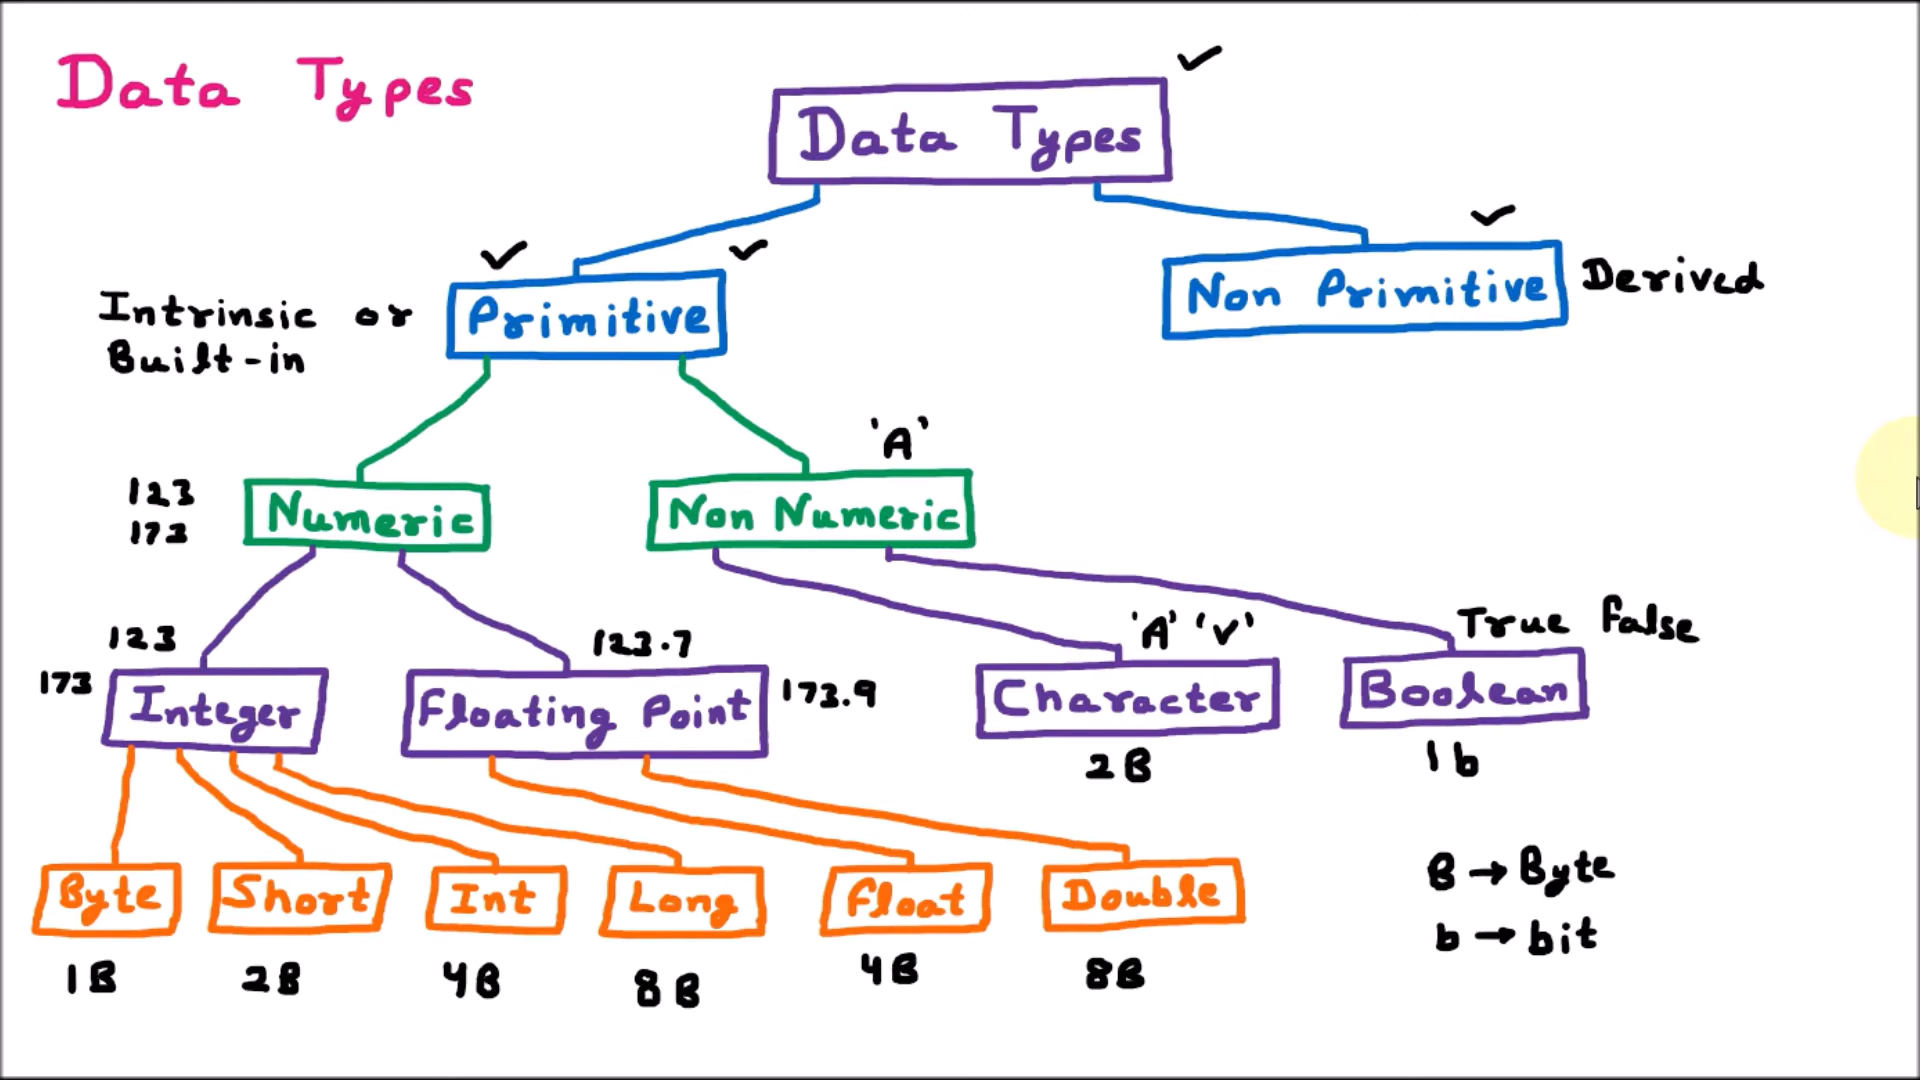 Data Types
Data Types
Intrinsic or
Built-in
Primitive
Non Primitive
Derived
123
173
Numeric
'A'
Non Numeric
123
173
Integer
123.7
Floating Point
173.9
'A' 'V'
Character
2B
True False
Boolean
1b
Byte
Short
Int
Long
Float
Double
1B
2B
4B
8B
4B
8B
B → Byte
b → bit